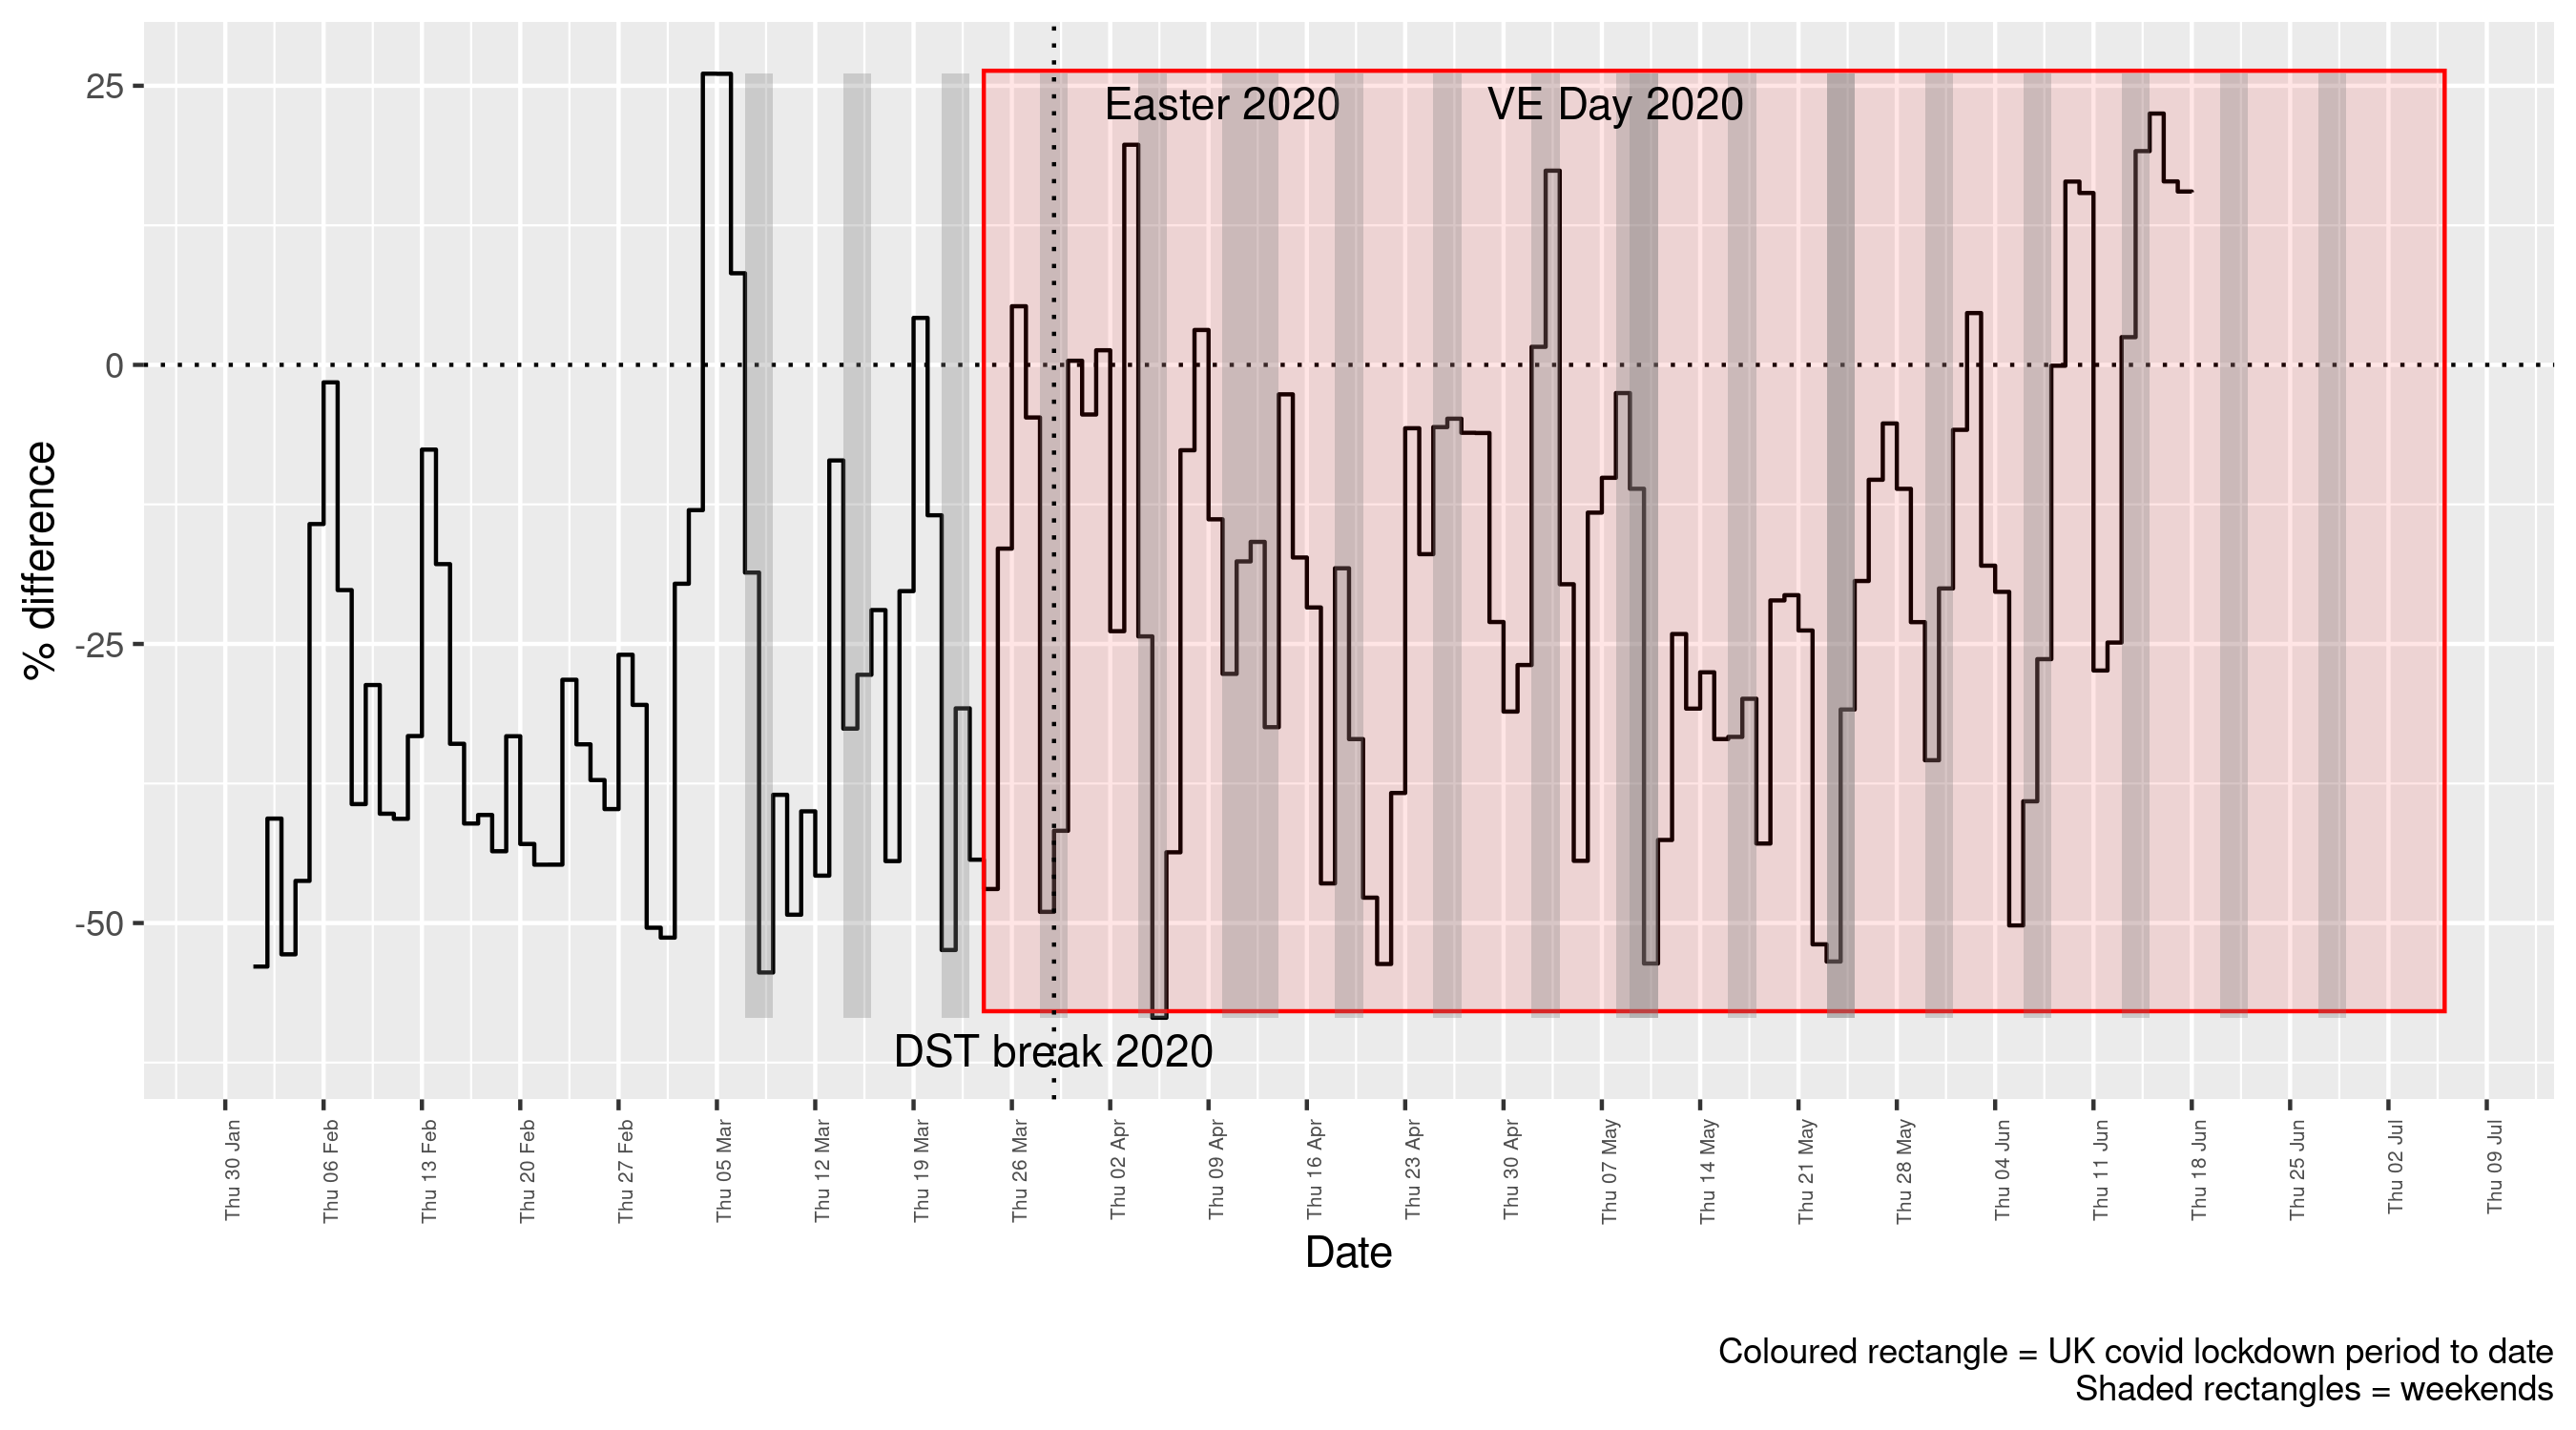 25
0
-25
-50
% difference
Easter 2020
VE Day 2020
DST break 2020
Thu 30 Jan
Thu 06 Feb
Thu 13 Feb
Thu 20 Feb
Thu 27 Feb
Thu 05 Mar
Thu 12 Mar
Thu 19 Mar
Thu 26 Mar
Thu 02 Apr
Thu 09 Apr
Thu 16 Apr
Thu 23 Apr
Thu 30 Apr
Thu 07 May
Thu 14 May
Thu 21 May
Thu 28 May
Thu 04 Jun
Thu 11 Jun
Thu 18 Jun
Thu 25 Jun
Thu 02 Jul
Thu 09 Jul
Date
Coloured rectangle = UK covid lockdown period to date
Shaded rectangles = weekends